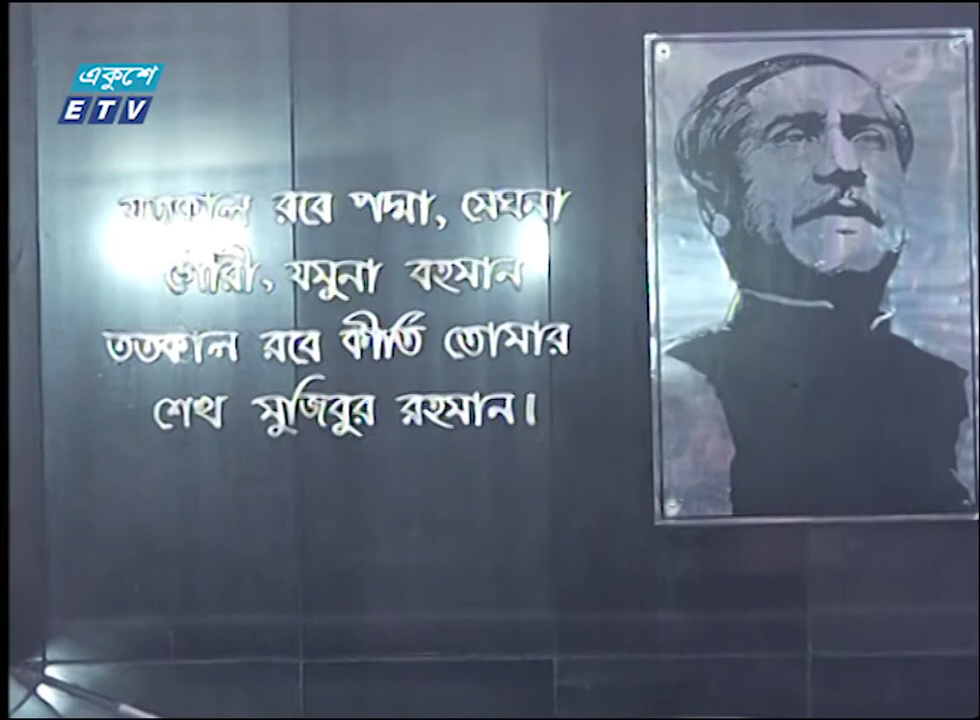 একুশে
ETV
যতকাল রবে পদ্মা, মেঘনা
গৌরী, যমুনা বহমান
ততকাল রবে কীর্তি তোমার
শেখ মুজিবুর রহমান।